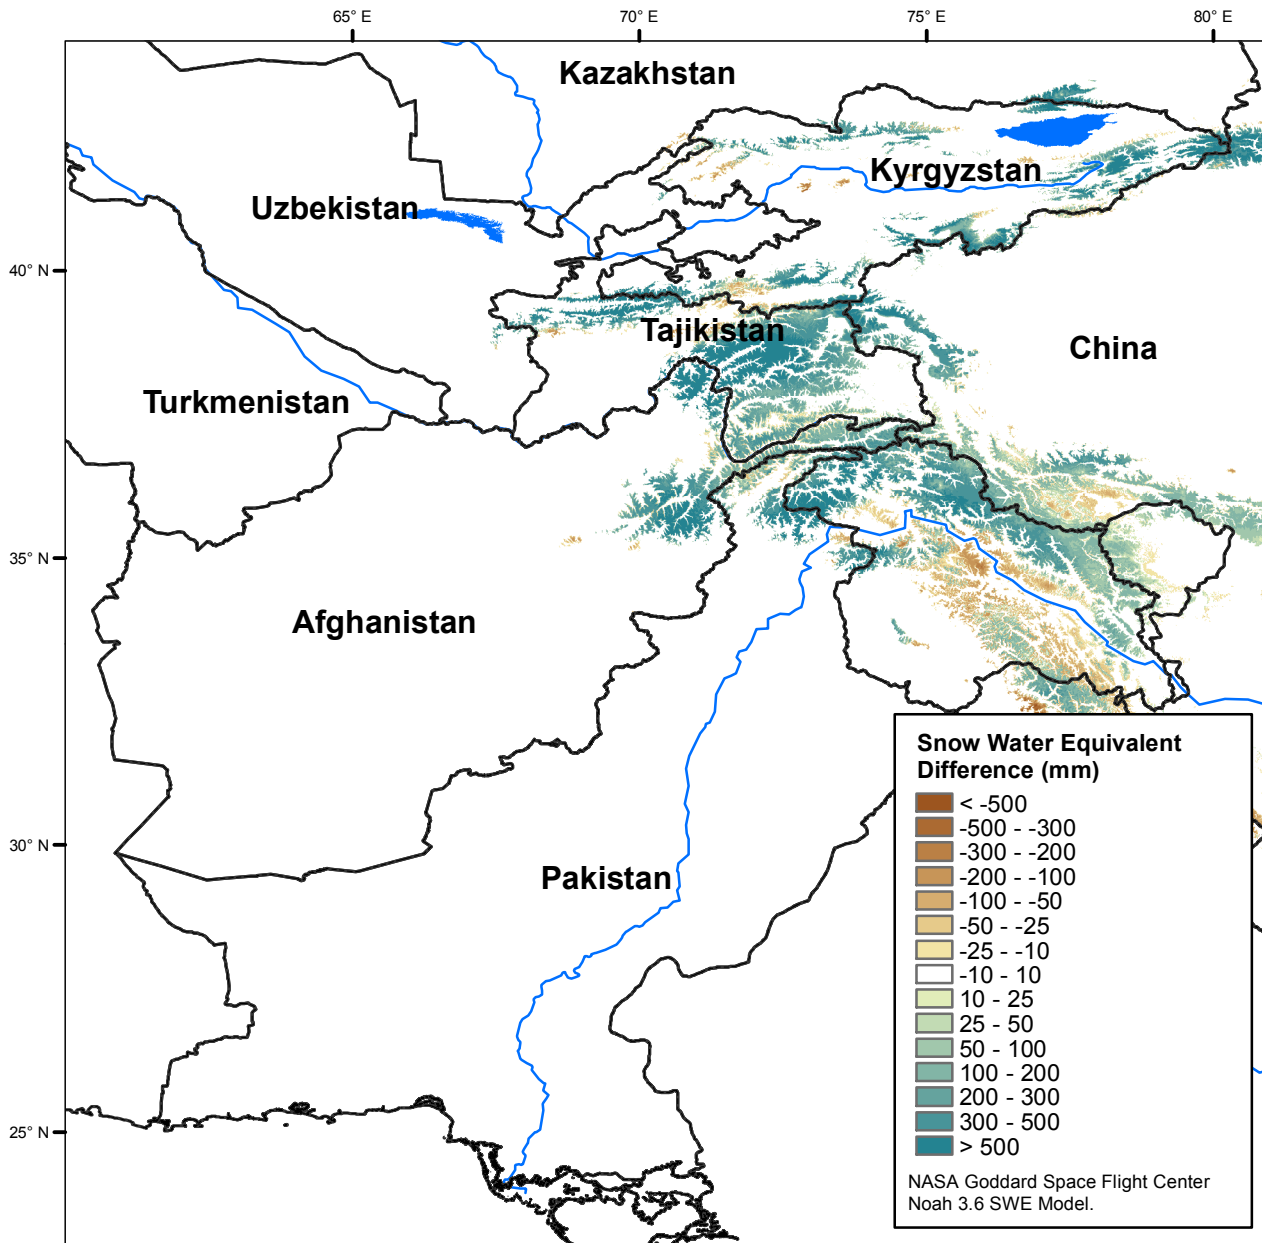 65° E
70° E
75° E
80° E
Kazakhstan
Kyrgyzstan
Uzbekistan
40° N
Tajikistan
China
Turkmenistan
35° N
Afghanistan
30° N
Pakistan
25° N
Snow Water Equivalent
Difference (mm)
< -500
-500 - -300
-300 - -200
-200 - -100
-100 - -50
-50 - -25
-25 - -10
-10 - 10
10 - 25
25 - 50
50 - 100
100 - 200
200 - 300
300 - 500
> 500
NASA Goddard Space Flight Center
Noah 3.6 SWE Model.